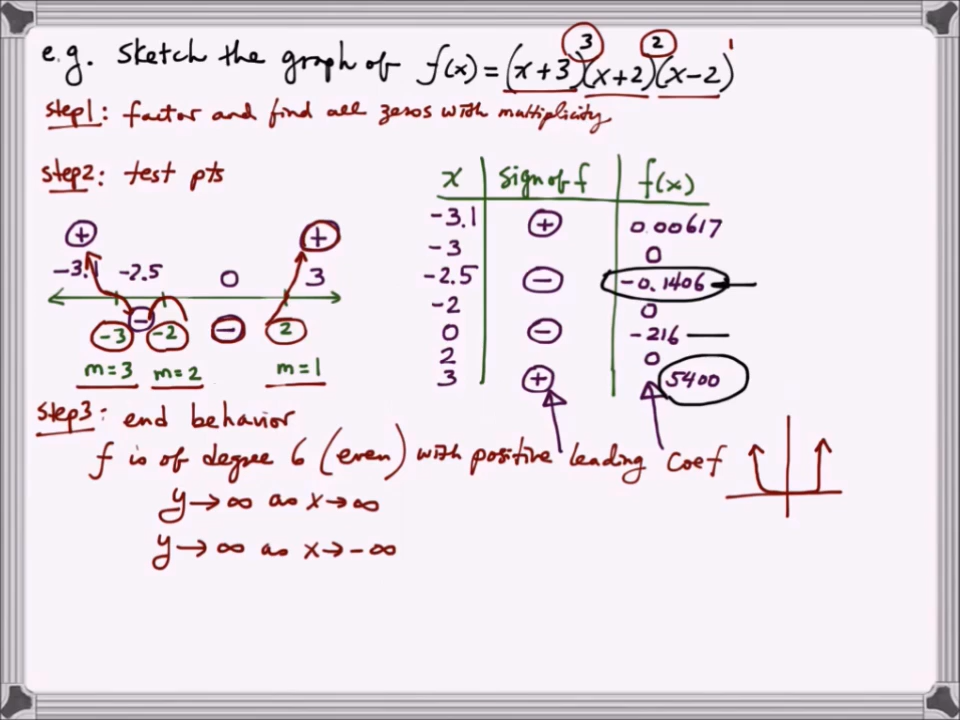 e.g. Sketch the graph of f(x) = (x+3)³(x+2)²(x-2)¹
step1: factor and find all zeros with multiplicity
step2: test pts
x | sign of f | f(x)
-3.1 | + | 0.00617
-3 | 0
-2.5 | - | -0.1406
-2 | 0
0 | - | -216
2 | 0
3 | + | 5400
+ +
-3.1 -2.5 0 3
-3 - -2 - 2
m=3 m=2 m=1
step3: end behavior
f is of degree 6 (even) with positive leading coef
y→∞ as x→∞
y→∞ as x→-∞